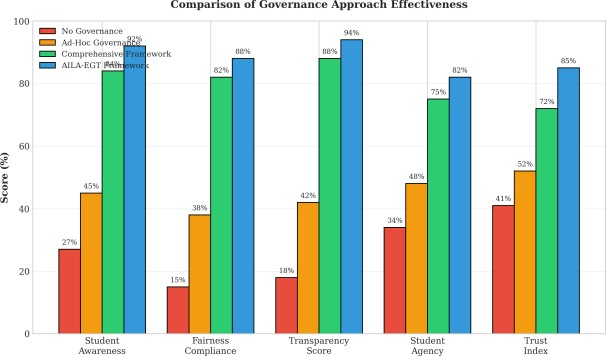 Comparison of Governance Approach Effectiveness
No Governance
Ad-Hoc Governance
Comprehensive Framework
AILA-EGT Framework
Score (%)
100
80
60
40
20
0
27%
45%
84%
92%
15%
38%
82%
88%
18%
42%
88%
94%
34%
48%
75%
82%
41%
52%
72%
85%
Student
Awareness
Fairness
Compliance
Transparency
Score
Student
Agency
Trust
Index